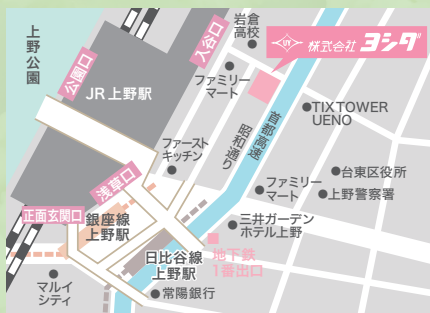 上野公園
公園口
JR上野駅
入谷口
岩倉
高校
UY 株式会社 ヨシダ
ファミリー
マート
TIX TOWER
UENO
首都高速
昭和通り
ファースト
キッチン
浅草口
台東区役所
上野警察署
ファミリー
マート
正面玄関口
銀座線
上野駅
三井ガーデン
ホテル上野
日比谷線
上野駅
地下鉄
1番出口
マルイ
シティ
常陽銀行